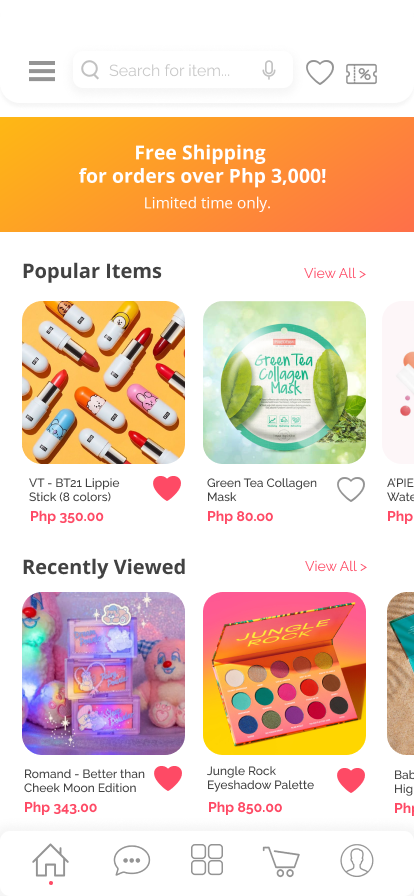 Search for item...
%
Free Shipping
for orders over Php 3,000!
Limited time only.
Popular Items
View All >
Green Tea
Collagen
Mask
VT - BT21 Lippie
Stick (8 colors)
Php 350.00
Green Tea Collagen
Mask
Php 80.00
A'PIE
Wate
Php
Recently Viewed
View All >
JUNGLE
ROCK
Romand - Better than
Cheek Moon Edition
Php 343.00
Jungle Rock
Eyeshadow Palette
Php 850.00
Bab
Hig
Php